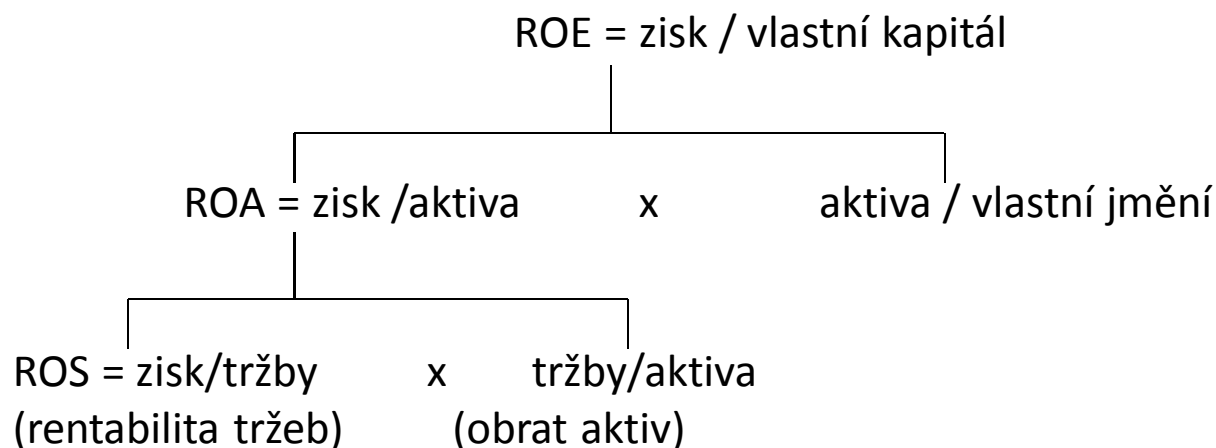 ROE = zisk / vlastní kapitál
ROA = zisk /aktiva x aktiva / vlastní jmění
ROS = zisk/tržby x tržby/aktiva
(rentabilita tržeb) (obrat aktiv)